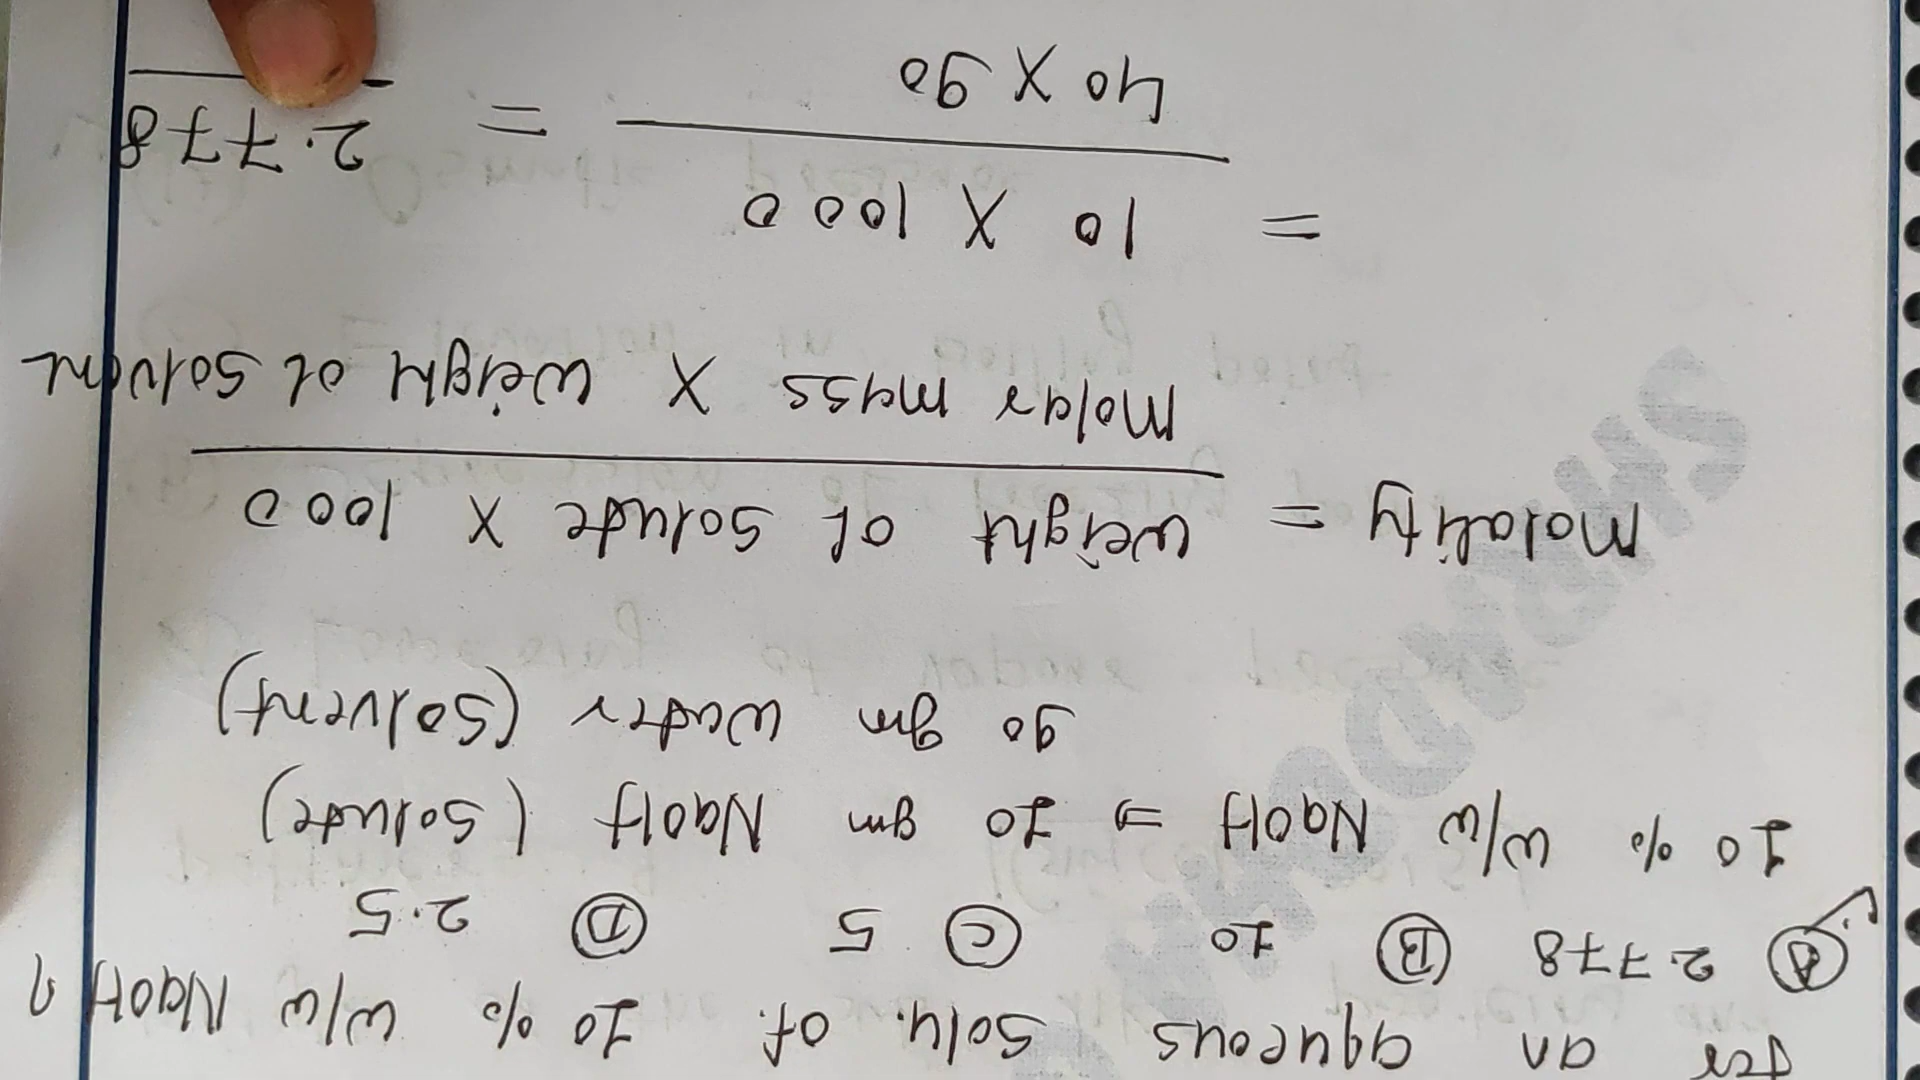 for an aqueous solu. of. 10 % w/w NaOH ?
A 2.778 B 10 C 5 D 2.5
10 % w/w NaOH ⇒ 10 gm NaOH (solute)
90 gm water (solvent)
Molality = weight of solute X 1000
Molar mass X weight of solvent
= 10 X 1000
40 X 90
= 2.778